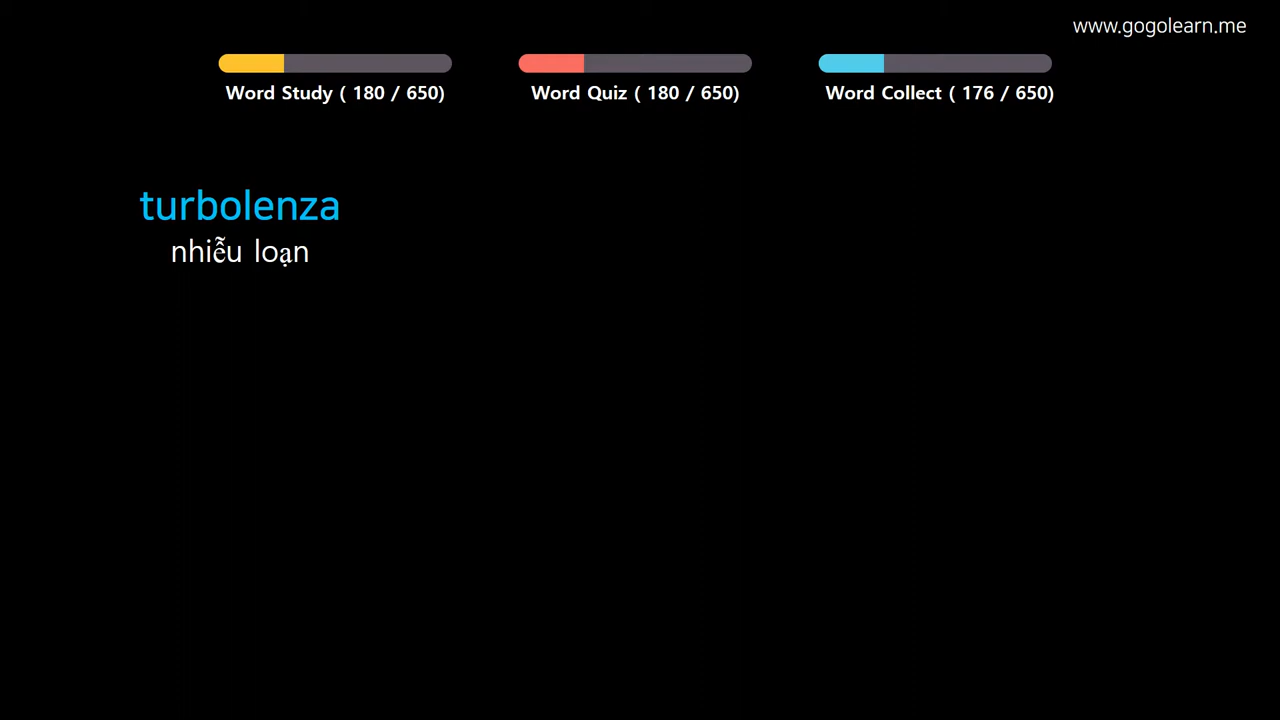 www.gogolearn.me
Word Study ( 180 / 650)
Word Quiz ( 180 / 650)
Word Collect ( 176 / 650)
turbolenza
nhiễu loạn